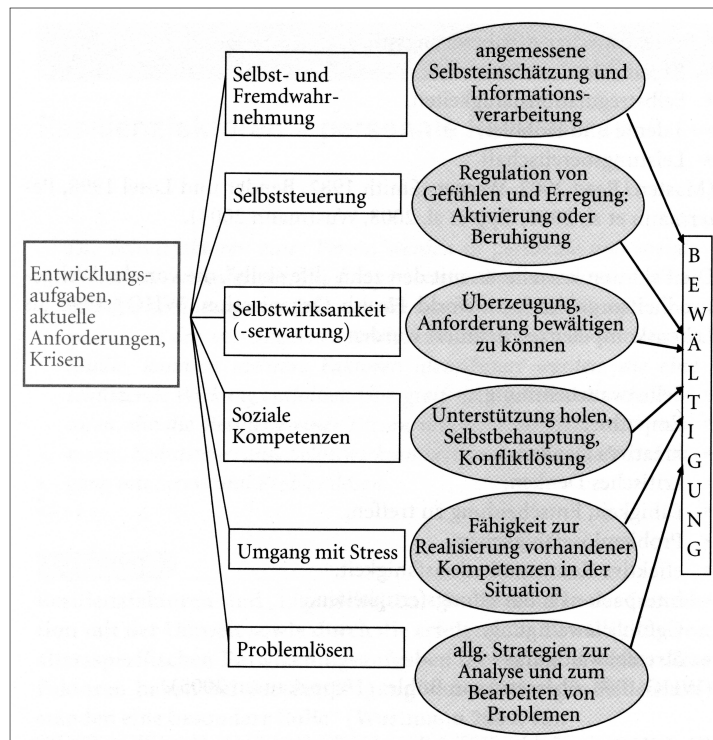 Entwicklungs-
aufgaben,
aktuelle
Anforderungen,
Krisen
Selbst- und
Fremdwahr-
nehmung
angemessene
Selbsteinschätzung und
Informations-
verarbeitung
Selbststeuerung
Regulation von
Gefühlen und Erregung:
Aktivierung oder
Beruhigung
Selbstwirksamkeit
(-serwartung)
Überzeugung,
Anforderung bewältigen
zu können
Soziale
Kompetenzen
Unterstützung holen,
Selbstbehauptung,
Konfliktlösung
Umgang mit Stress
Fähigkeit zur
Realisierung vorhandener
Kompetenzen in der
Situation
Problemlösen
allg. Strategien zur
Analyse und zum
Bearbeiten von
Problemen
B
E
W
Ä
L
T
I
G
U
N
G